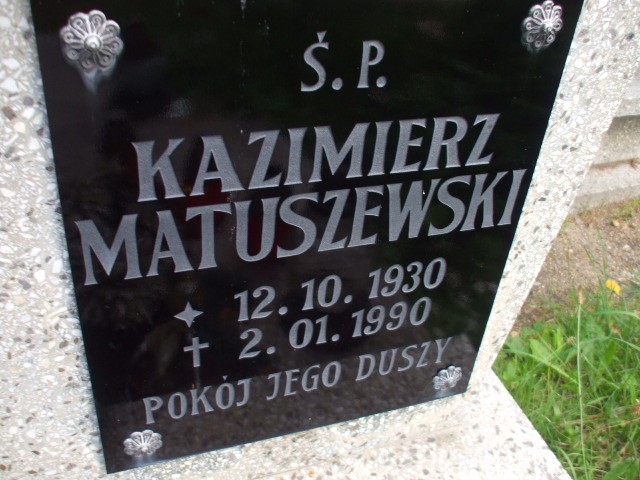 Ś. P.
KAZIMIERZ
MATUSZEWSKI
12. 10. 1930
2. 01. 1990
POKÓJ JEGO DUSZY